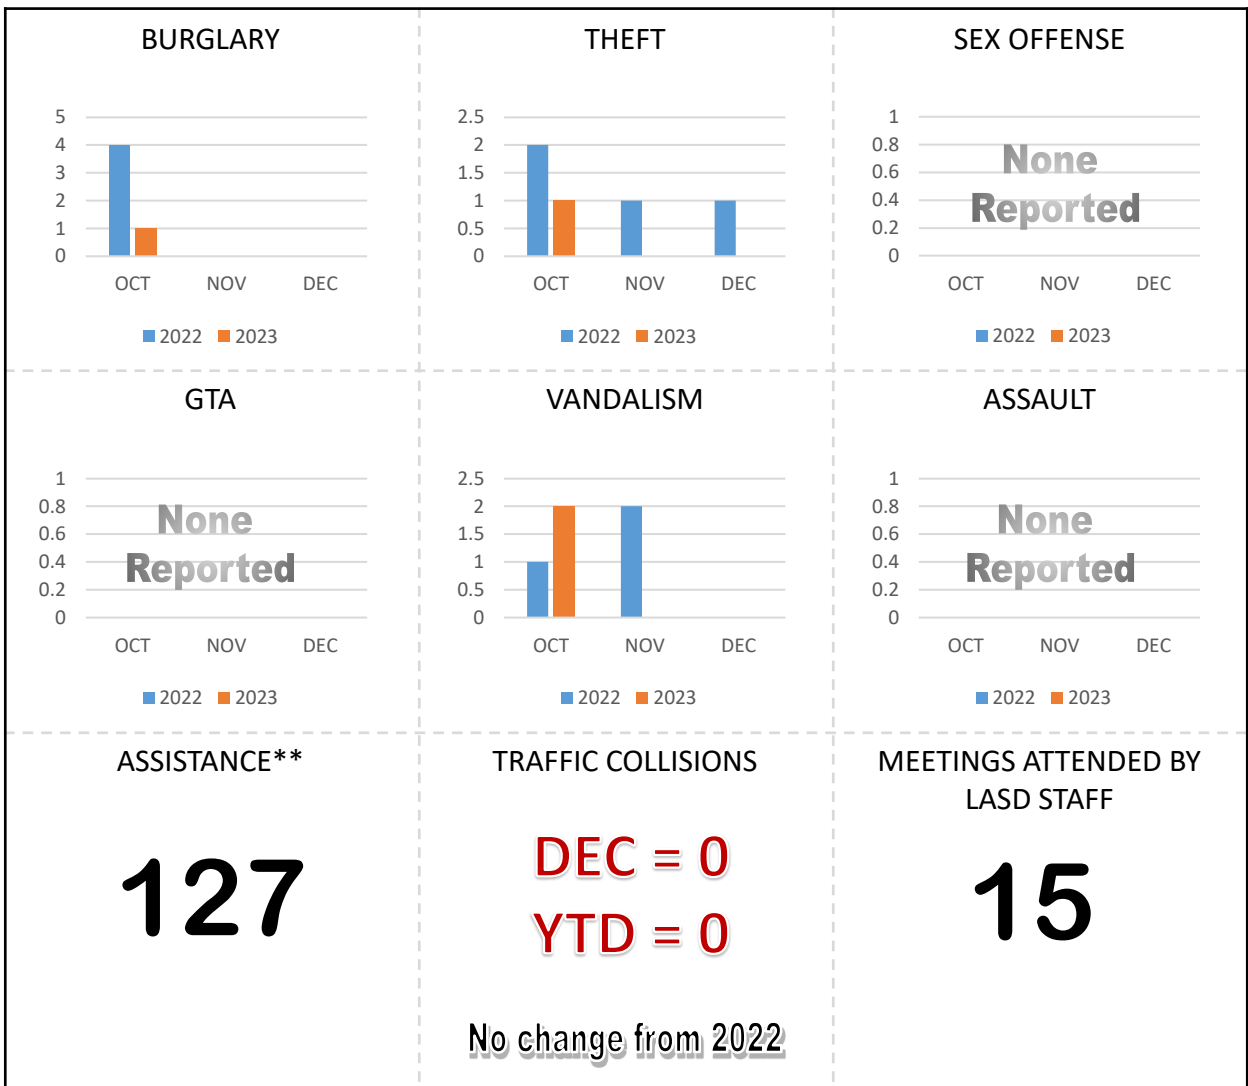 BURGLARY
5
4
3
2
1
0
OCT NOV DEC
2022 2023
THEFT
2.5
2
1.5
1
0.5
0
OCT NOV DEC
2022 2023
SEX OFFENSE
1
0.8
0.6
0.4
0.2
0
None
Reported
OCT NOV DEC
2022 2023
GTA
1
0.8
0.6
0.4
0.2
0
None
Reported
OCT NOV DEC
2022 2023
VANDALISM
2.5
2
1.5
1
0.5
0
OCT NOV DEC
2022 2023
ASSAULT
1
0.8
0.6
0.4
0.2
0
None
Reported
OCT NOV DEC
2022 2023
ASSISTANCE**
127
TRAFFIC COLLISIONS
DEC = 0
YTD = 0
No change from 2022
MEETINGS ATTENDED BY
LASD STAFF
15